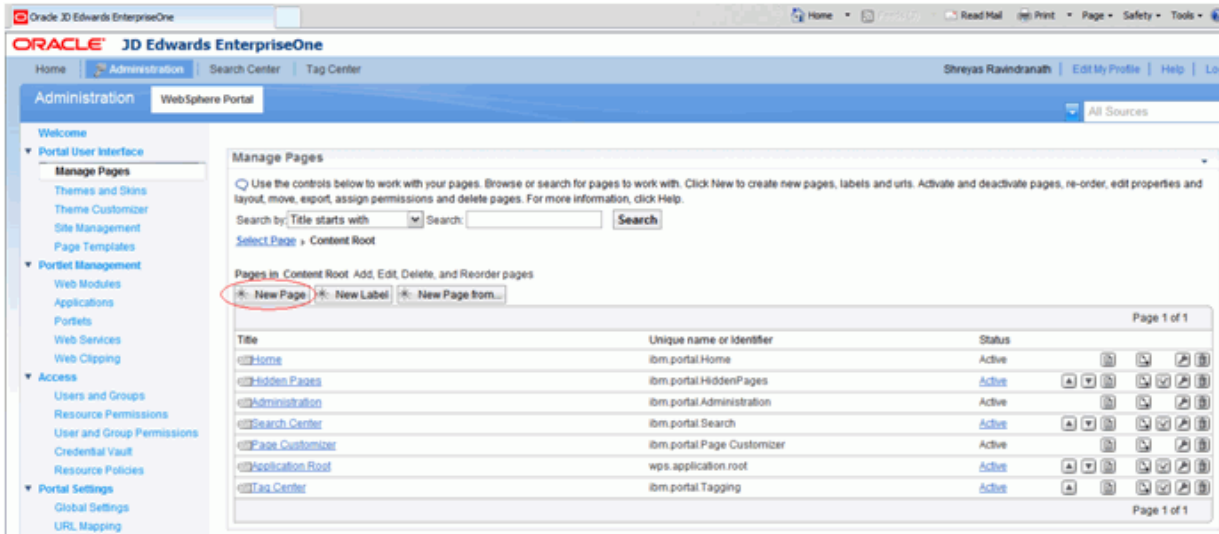 Oracle JD Edwards EnterpriseOne
Home Read Mail Print Page Safety Tools
ORACLE JD Edwards EnterpriseOne
Home Administration Search Center Tag Center Shreyas Ravindranath Edit My Profile Help Lo
Administration WebSphere Portal
All Sources
Welcome
Portal User Interface
Manage Pages
Themes and Skins
Theme Customizer
Site Management
Page Templates
Portlet Management
Web Modules
Applications
Portlets
Web Services
Web Clipping
Access
Users and Groups
Resource Permissions
User and Group Permissions
Credential Vault
Resource Policies
Portal Settings
Global Settings
URL Mapping
Manage Pages
Use the controls below to work with your pages. Browse or search for pages to work with. Click New to create new pages, labels and urls. Activate and deactivate pages, re-order, edit properties and
layout, move, export, assign permissions and delete pages. For more information, click Help.
Search by: Title starts with Search: Search
Select Page Content Root
Pages in Content Root Add, Edit, Delete, and Reorder pages
New Page New Label New Page from...
Page 1 of 1
Title Unique name or Identifier Status
Home ibm.portal.Home Active
Hidden Pages ibm.portal.HiddenPages Active
Administration ibm.portal.Administration Active
Search Center ibm.portal.Search Active
Page Customizer ibm.portal.Page Customizer Active
Application Root wps.application.root Active
Tag Center ibm.portal.Tagging Active
Page 1 of 1